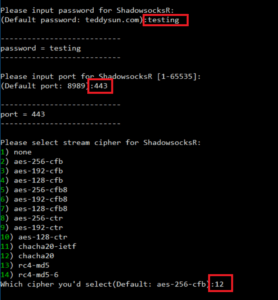 Please input password for ShadowsocksR:
(Default password: teddysun.com):testing
---------------------------
password = testing
---------------------------
Please input port for ShadowsocksR [1-65535]:
(Default port: 8989):443
---------------------------
port = 443
---------------------------
Please select stream cipher for ShadowsocksR:
1) none
2) aes-256-cfb
3) aes-192-cfb
4) aes-128-cfb
5) aes-256-cfb8
6) aes-192-cfb8
7) aes-128-cfb8
8) aes-256-ctr
9) aes-192-ctr
10) aes-128-ctr
11) chacha20-ietf
12) chacha20
13) rc4-md5
14) rc4-md5-6
Which cipher you'd select(Default: aes-256-cfb):12